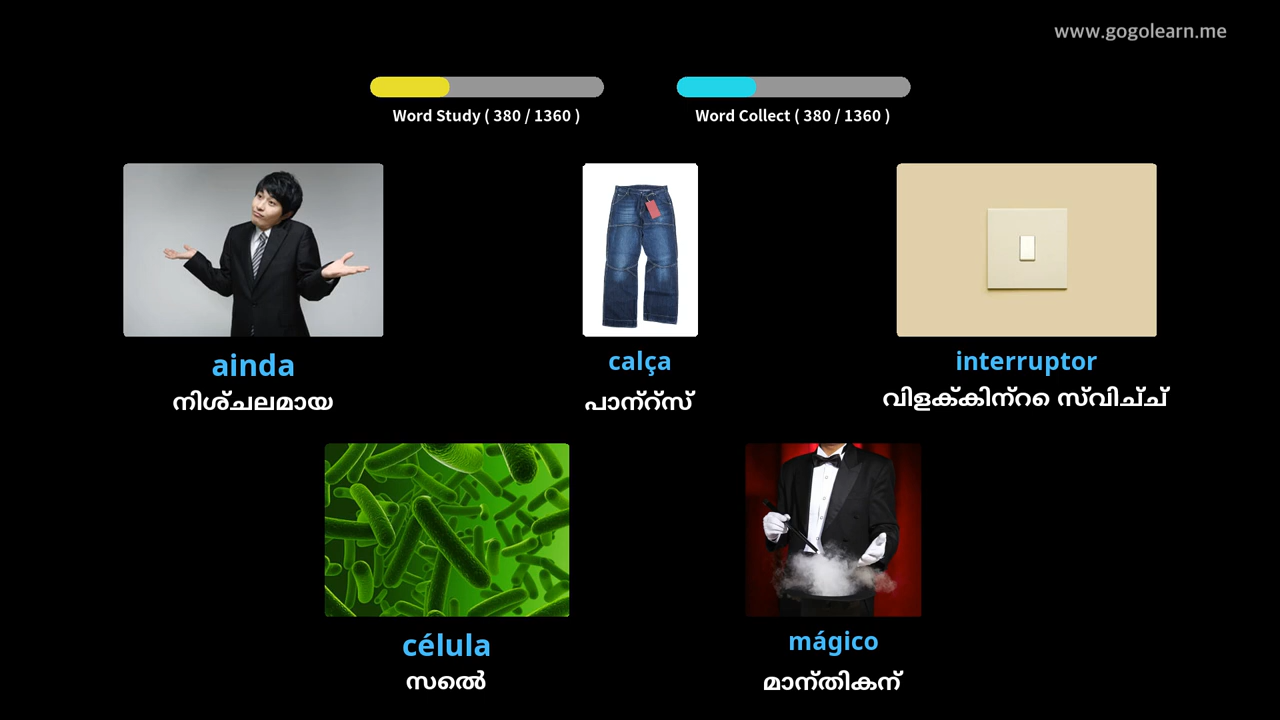 www.gogolearn.me
Word Study ( 380 / 1360 )
Word Collect ( 380 / 1360 )
ainda
നിശ്ചലമായ
calça
പാന്റ്സ്
interruptor
വിളക്കിന്റെ സ്വിച്ച്
célula
സെൽ
mágico
മാന്തികന്